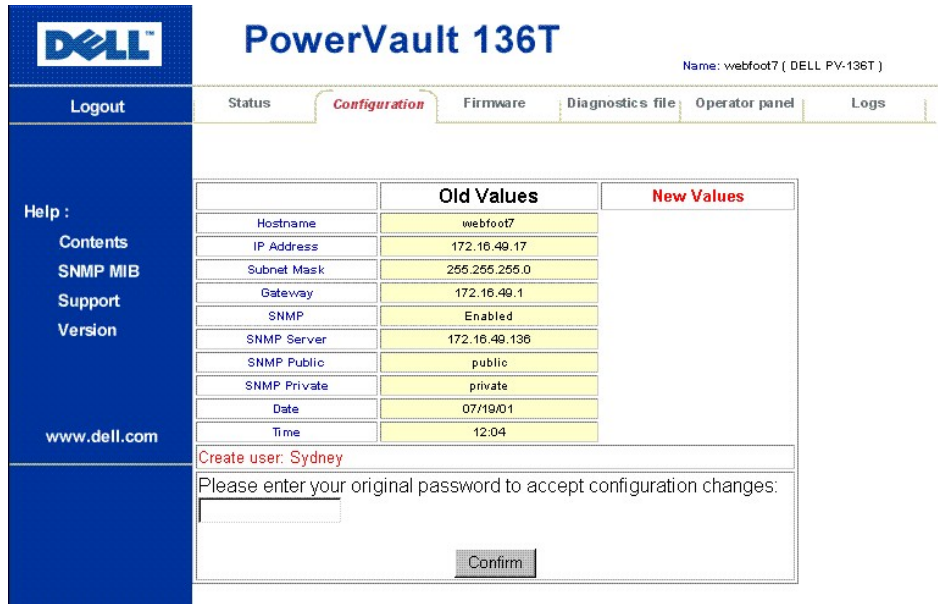 DELL™
PowerVault 136T
Name: webfoot7 ( DELL PV-136T )
Logout
Status
Configuration
Firmware
Diagnostics file
Operator panel
Logs
Help :
Contents
SNMP MIB
Support
Version
www.dell.com
Old Values New Values
Hostname webfoot7
IP Address 172.16.49.17
Subnet Mask 255.255.255.0
Gateway 172.16.49.1
SNMP Enabled
SNMP Server 172.16.49.136
SNMP Public public
SNMP Private private
Date 07/19/01
Time 12:04
Create user: Sydney
Please enter your original password to accept configuration changes:
Confirm